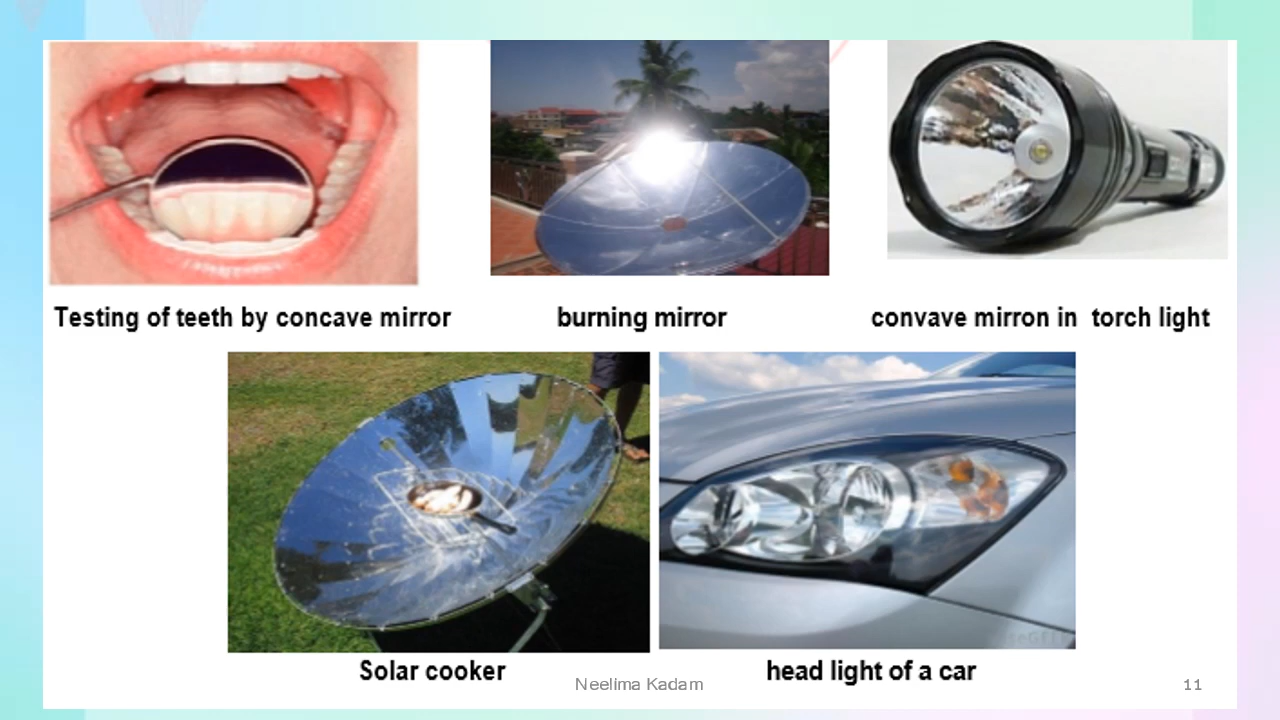 Testing of teeth by concave mirror
burning mirror
convave mirron in torch light
Solar cooker
head light of a car
Neelima Kadam
11